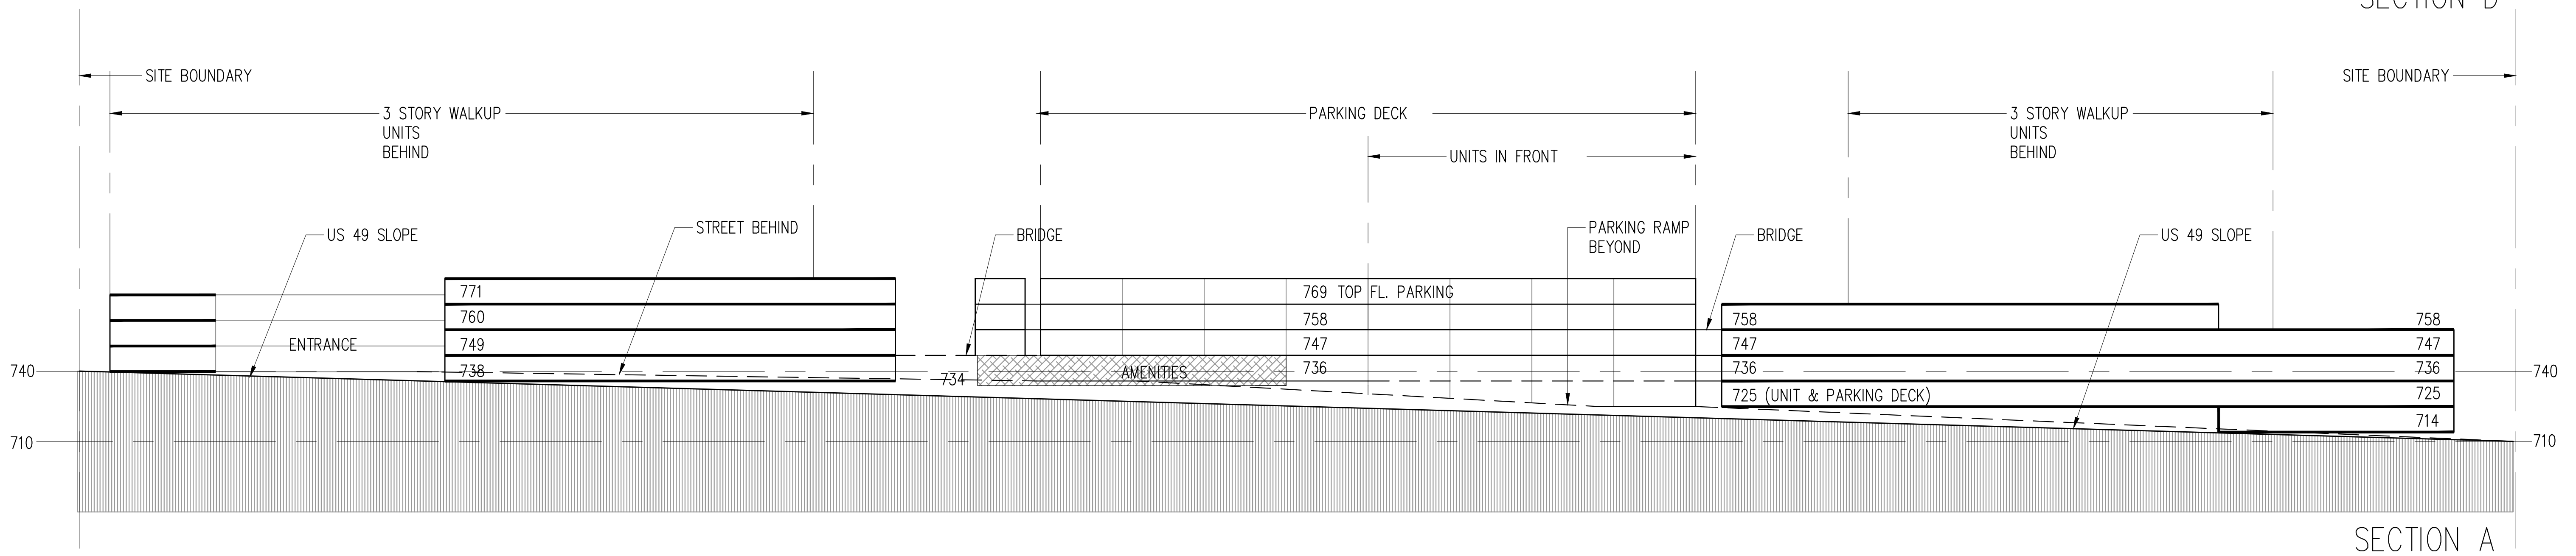 SECTION D
SITE BOUNDARY
SITE BOUNDARY
3 STORY WALKUP
UNITS
BEHIND
PARKING DECK
3 STORY WALKUP
UNITS
BEHIND
UNITS IN FRONT
US 49 SLOPE
STREET BEHIND
BRIDGE
PARKING RAMP
BEYOND
BRIDGE
US 49 SLOPE
771
769 TOP FL. PARKING
760
758
758
758
ENTRANCE
749
747
747
747
740
738
734
AMENITIES
736
736
736
740
725 (UNIT & PARKING DECK)
725
714
710
710
SECTION A